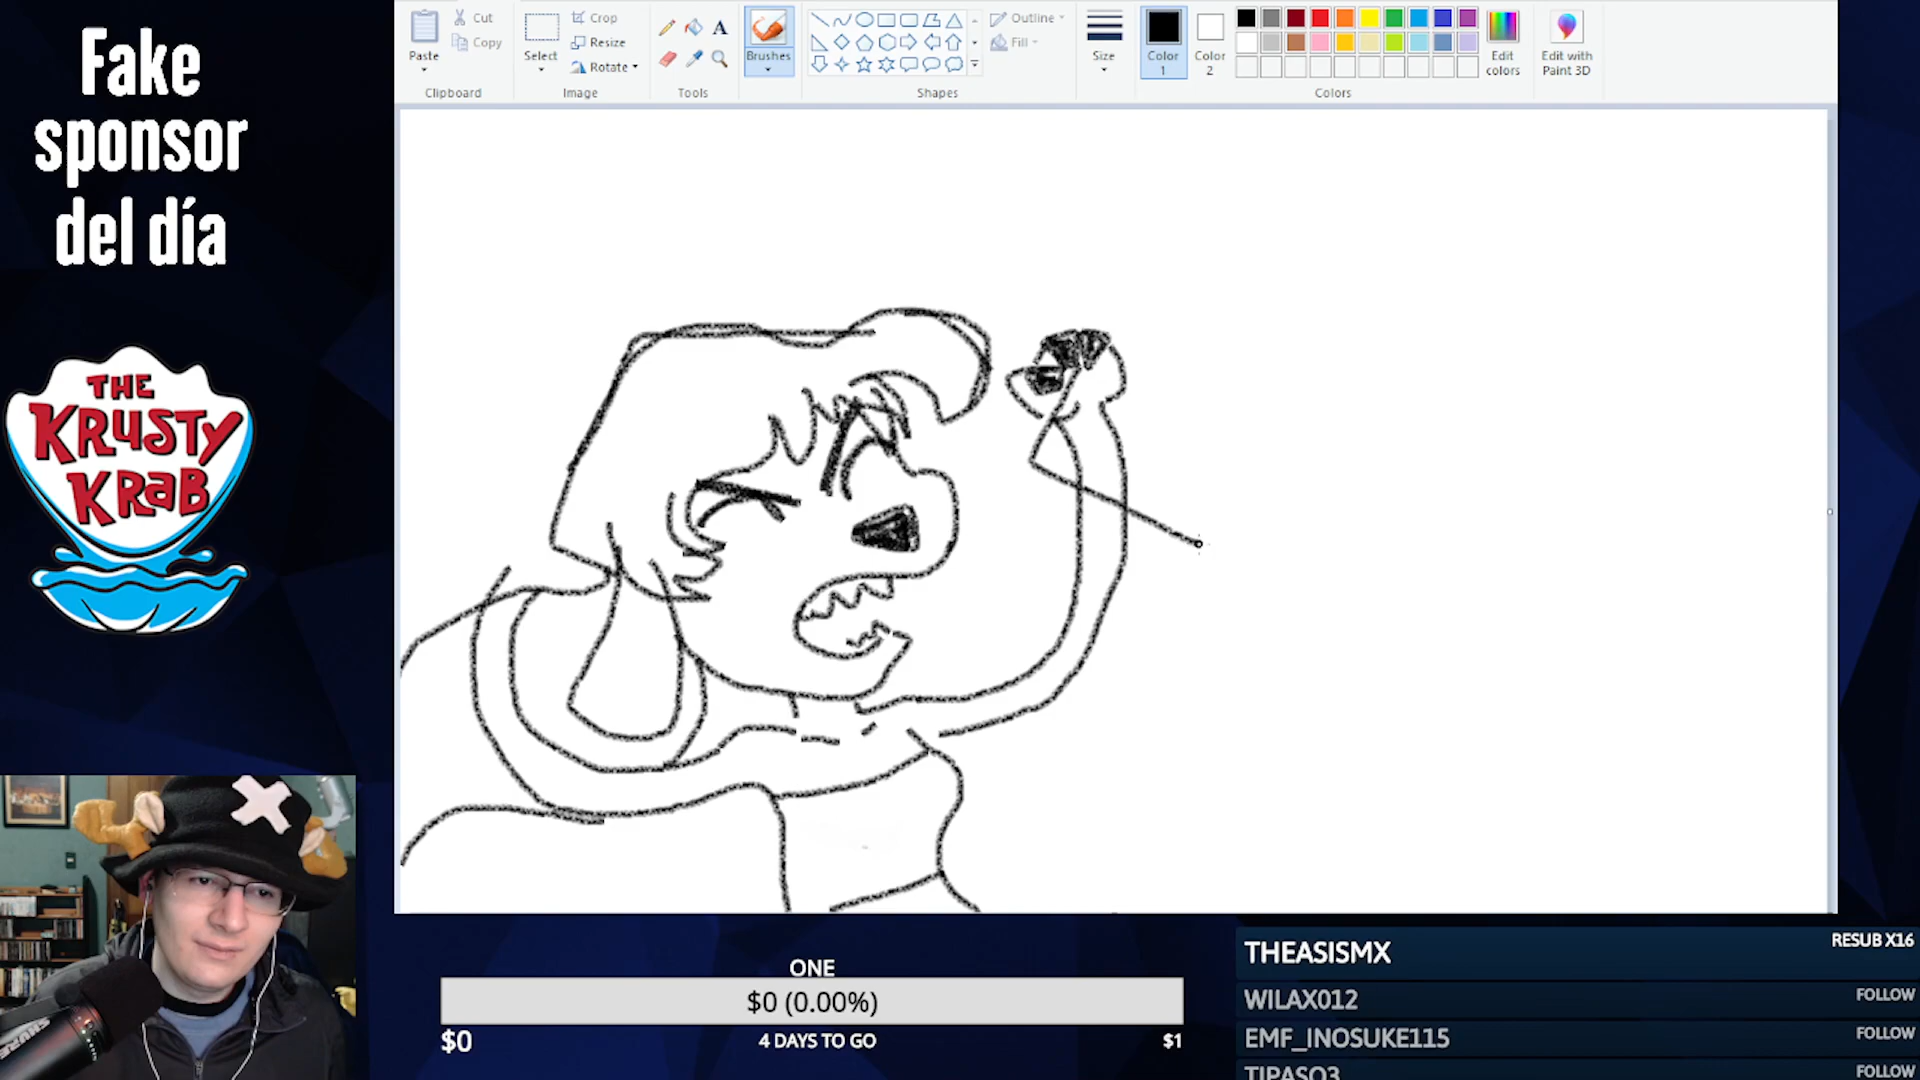 Fake
sponsor
del día
THE
KRUSTY
KRAB
Paste
Cut
Copy
Clipboard
Select
Crop
Resize
Rotate
Image
A
Tools
Brushes
Shapes
Outline
Fill
Size
Color
1
Color
2
Edit
colors
Edit with
Paint 3D
Colors
SHURE
ONE
$0 (0.00%)
$0
4 DAYS TO GO
$1
THEASISMX
RESUB X16
WILAX012
FOLLOW
EMF_INOSUKE115
FOLLOW
TIPASO3
FOLLOW